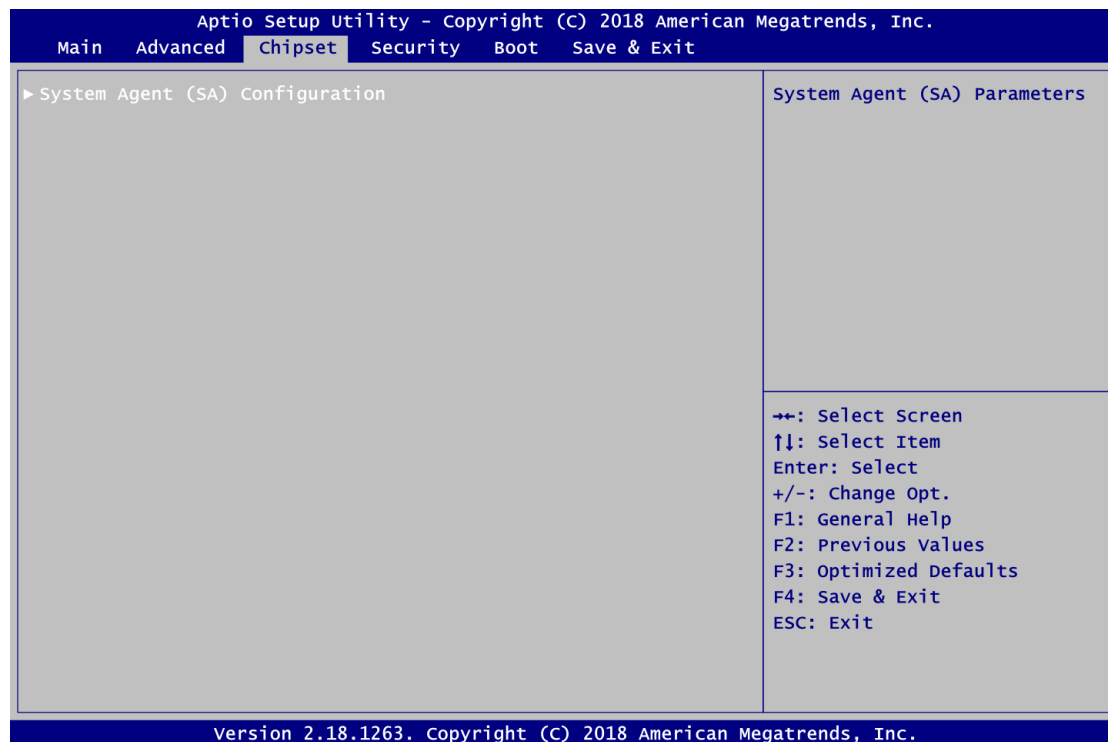 Aptio Setup Utility - Copyright (C) 2018 American Megatrends, Inc.
Main Advanced Chipset Security Boot Save & Exit
►System Agent (SA) Configuration
System Agent (SA) Parameters
→←: Select Screen
↑↓: Select Item
Enter: Select
+/-: Change Opt.
F1: General Help
F2: Previous Values
F3: Optimized Defaults
F4: Save & Exit
ESC: Exit
Version 2.18.1263. Copyright (C) 2018 American Megatrends, Inc.